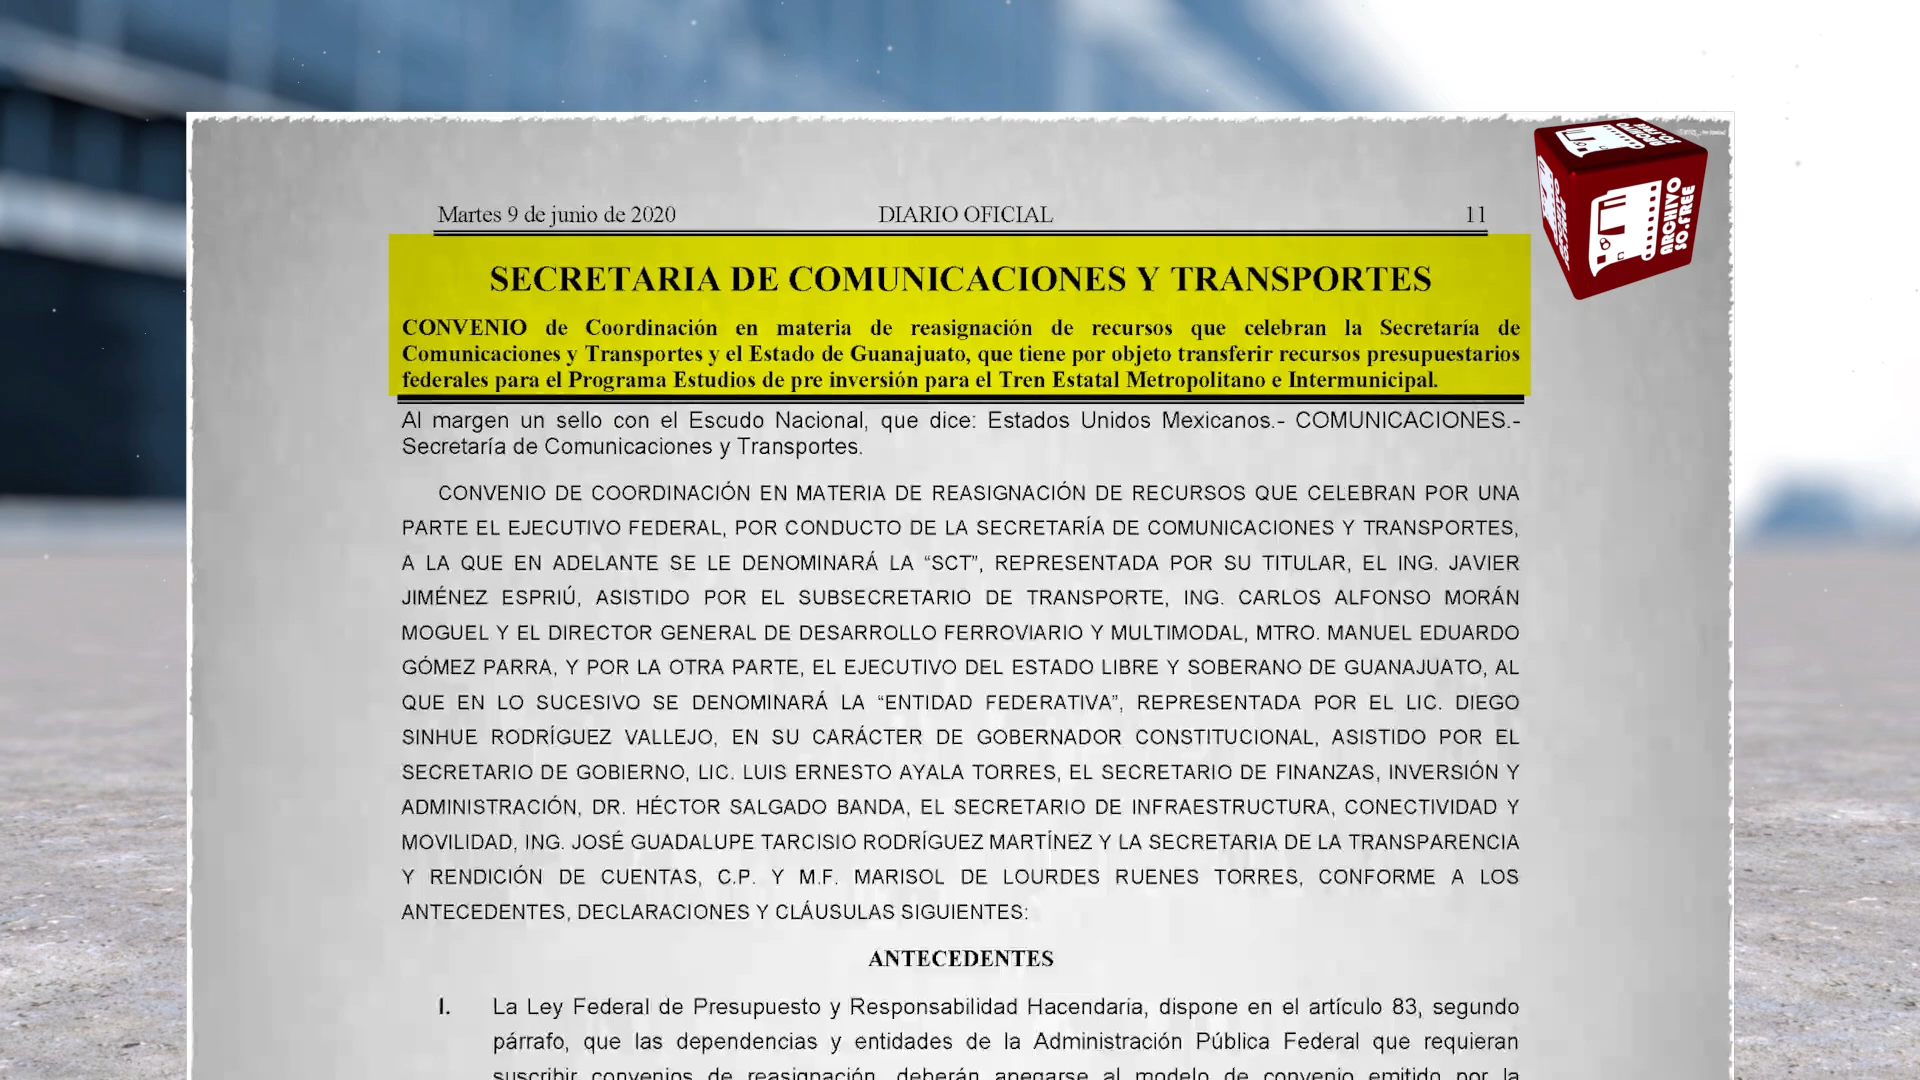 Martes 9 de junio de 2020 DIARIO OFICIAL 11
SECRETARIA DE COMUNICACIONES Y TRANSPORTES
CONVENIO de Coordinación en materia de reasignación de recursos que celebran la Secretaría de
Comunicaciones y Transportes y el Estado de Guanajuato, que tiene por objeto transferir recursos presupuestarios
federales para el Programa Estudios de pre inversión para el Tren Estatal Metropolitano e Intermunicipal.
Al margen un sello con el Escudo Nacional, que dice: Estados Unidos Mexicanos.- COMUNICACIONES.-
Secretaría de Comunicaciones y Transportes.
CONVENIO DE COORDINACIÓN EN MATERIA DE REASIGNACIÓN DE RECURSOS QUE CELEBRAN POR UNA
PARTE EL EJECUTIVO FEDERAL, POR CONDUCTO DE LA SECRETARÍA DE COMUNICACIONES Y TRANSPORTES,
A LA QUE EN ADELANTE SE LE DENOMINARÁ LA “SCT”, REPRESENTADA POR SU TITULAR, EL ING. JAVIER
JIMÉNEZ ESPRIÚ, ASISTIDO POR EL SUBSECRETARIO DE TRANSPORTE, ING. CARLOS ALFONSO MORÁN
MOGUEL Y EL DIRECTOR GENERAL DE DESARROLLO FERROVIARIO Y MULTIMODAL, MTRO. MANUEL EDUARDO
GÓMEZ PARRA, Y POR LA OTRA PARTE, EL EJECUTIVO DEL ESTADO LIBRE Y SOBERANO DE GUANAJUATO, AL
QUE EN LO SUCESIVO SE DENOMINARÁ LA “ENTIDAD FEDERATIVA”, REPRESENTADA POR EL LIC. DIEGO
SINHUE RODRÍGUEZ VALLEJO, EN SU CARÁCTER DE GOBERNADOR CONSTITUCIONAL, ASISTIDO POR EL
SECRETARIO DE GOBIERNO, LIC. LUIS ERNESTO AYALA TORRES, EL SECRETARIO DE FINANZAS, INVERSIÓN Y
ADMINISTRACIÓN, DR. HÉCTOR SALGADO BANDA, EL SECRETARIO DE INFRAESTRUCTURA, CONECTIVIDAD Y
MOVILIDAD, ING. JOSÉ GUADALUPE TARCISIO RODRÍGUEZ MARTÍNEZ Y LA SECRETARIA DE LA TRANSPARENCIA
Y RENDICIÓN DE CUENTAS, C.P. Y M.F. MARISOL DE LOURDES RUENES TORRES, CONFORME A LOS
ANTECEDENTES, DECLARACIONES Y CLÁUSULAS SIGUIENTES:
ANTECEDENTES
I. La Ley Federal de Presupuesto y Responsabilidad Hacendaria, dispone en el artículo 83, segundo
párrafo, que las dependencias y entidades de la Administración Pública Federal que requieran
suscribir convenios de reasignación, deberán apegarse al modelo de convenio emitido por la
ARCHIVO
SO.FREE